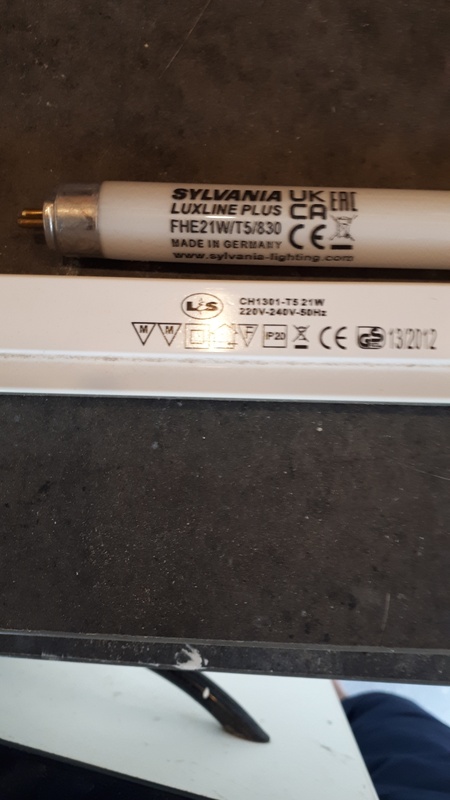 SYLVANIA
LUXLINE PLUS
FHE21W/T5/830
MADE IN GERMANY
www.sylvania-lighting.com
UK
CA
EAC
CE
L&S
CH1301-T5 21W
220V-240V-50Hz
M M F IP20 CE GS 13/2012